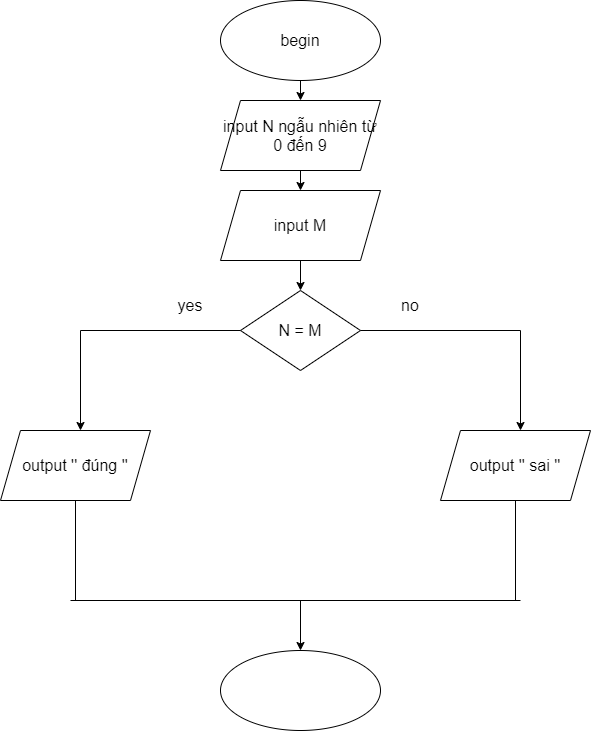 begin
input N ngẫu nhiên từ
0 đến 9
input M
yes
no
N = M
output " đúng "
output " sai "